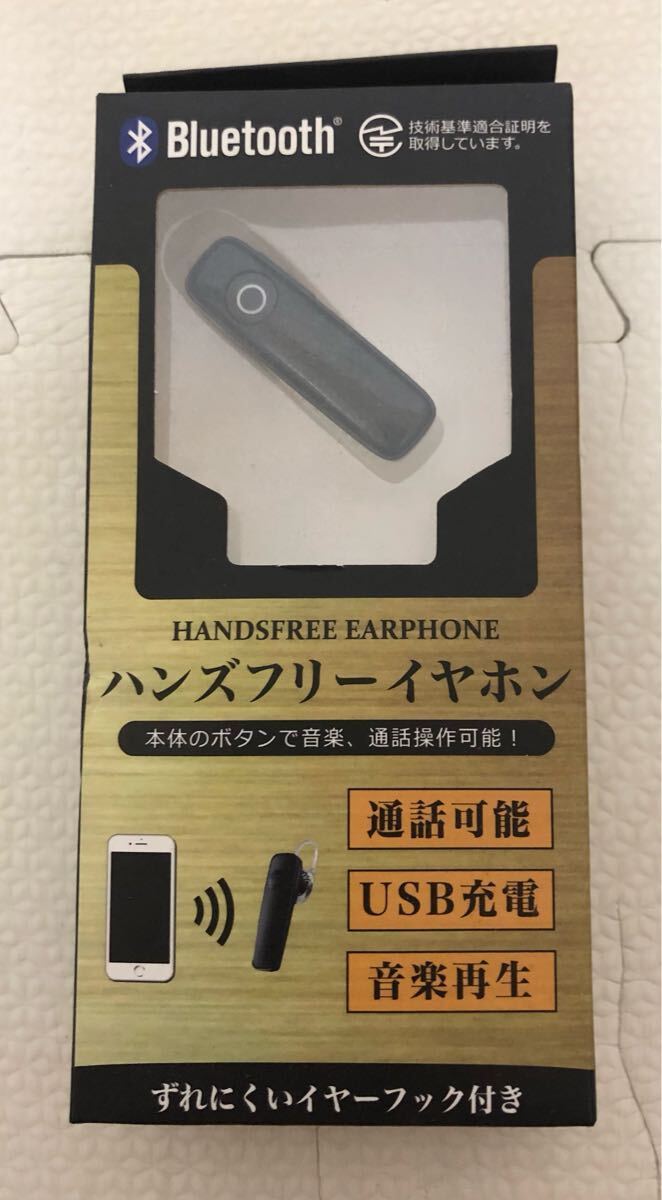 Bluetooth®
技術基準適合証明を
取得しています。
HANDSFREE EARPHONE
ハンズフリーイヤホン
本体のボタンで音楽、通話操作可能！
通話可能
USB充電
音楽再生
ずれにくいイヤーフック付き